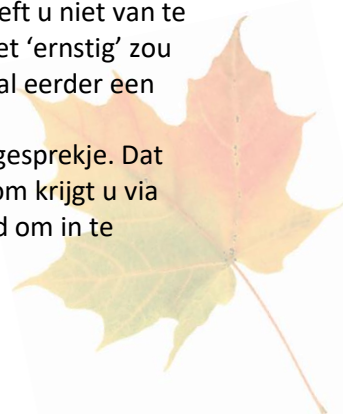 eft u niet van te
et ‘ernstig’ zou
al eerder een
gesprekje. Dat
om krijgt u via
d om in te